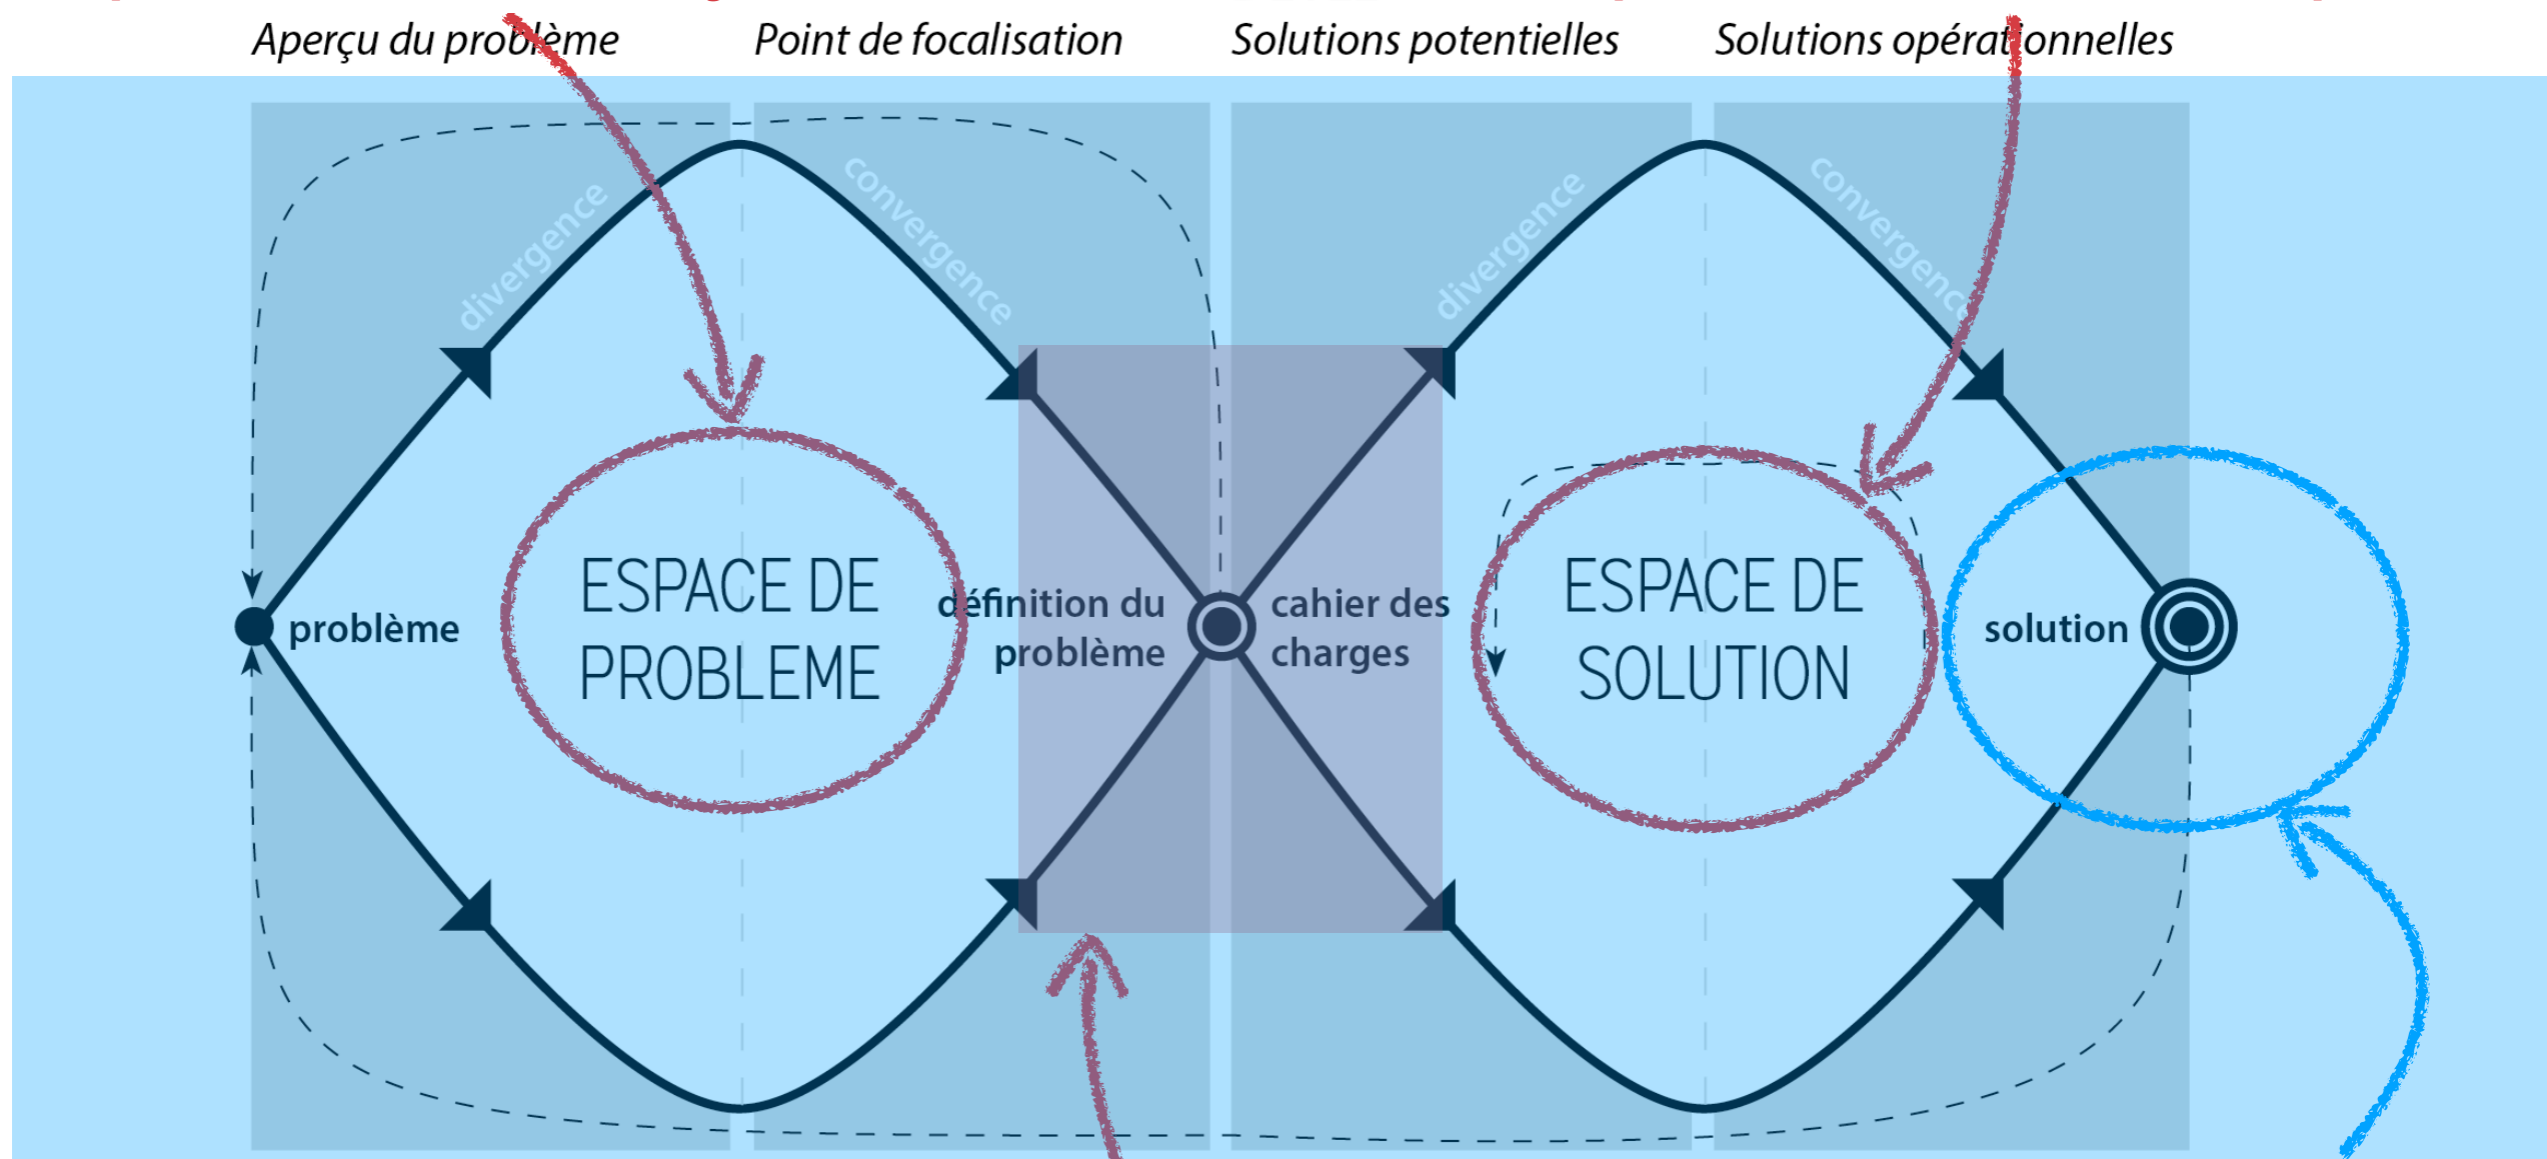 Aperçu du problème
Point de focalisation
Solutions potentielles
Solutions opérationnelles
divergence
convergence
divergence
convergence
problème
ESPACE DE
PROBLEME
définition du
problème
cahier des
charges
ESPACE DE
SOLUTION
solution